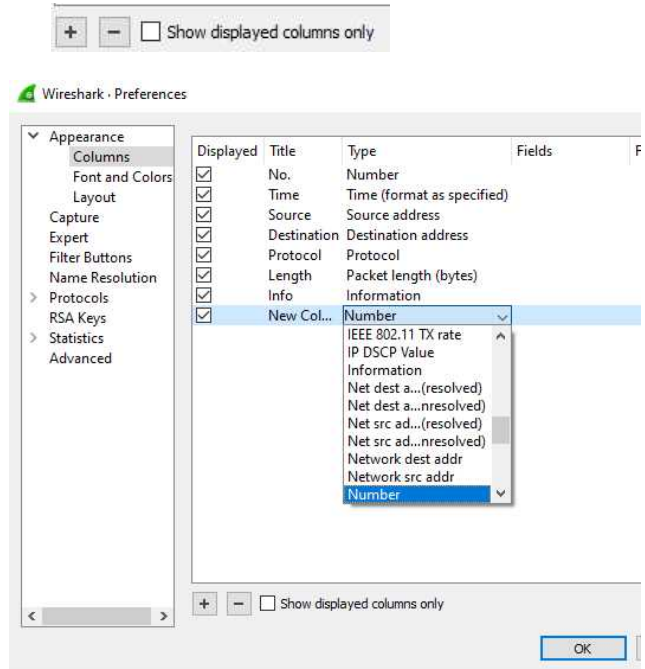 + − Show displayed columns only
Wireshark · Preferences
Appearance
Columns
Font and Colors
Layout
Capture
Expert
Filter Buttons
Name Resolution
Protocols
RSA Keys
Statistics
Advanced
Displayed Title Type Fields F
No. Number
Time Time (format as specified)
Source Source address
Destination Destination address
Protocol Protocol
Length Packet length (bytes)
Info Information
New Col... Number
IEEE 802.11 TX rate
IP DSCP Value
Information
Net dest a...(resolved)
Net dest a...nresolved)
Net src ad...(resolved)
Net src ad...nresolved)
Network dest addr
Network src addr
Number
+ − Show displayed columns only
OK